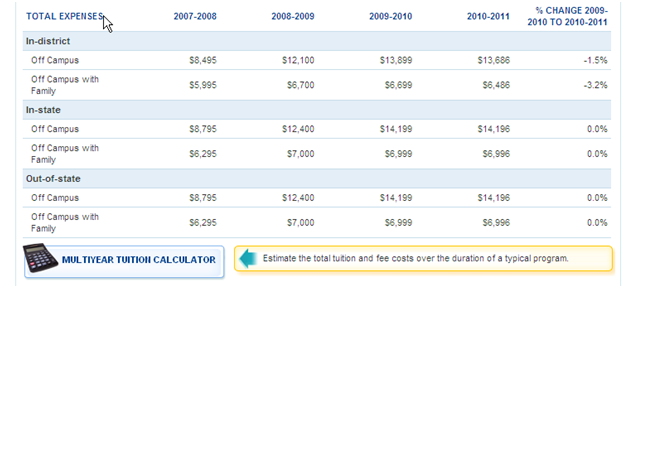 TOTAL EXPENSES 2007-2008 2008-2009 2009-2010 2010-2011 % CHANGE 2009-
2010 TO 2010-2011
In-district
Off Campus $8,495 $12,100 $13,899 $13,686 -1.5%
Off Campus with
Family $5,995 $6,700 $6,699 $6,486 -3.2%
In-state
Off Campus $8,795 $12,400 $14,199 $14,196 0.0%
Off Campus with
Family $6,295 $7,000 $6,999 $6,996 0.0%
Out-of-state
Off Campus $8,795 $12,400 $14,199 $14,196 0.0%
Off Campus with
Family $6,295 $7,000 $6,999 $6,996 0.0%
MULTIYEAR TUITION CALCULATOR Estimate the total tuition and fee costs over the duration of a typical program.